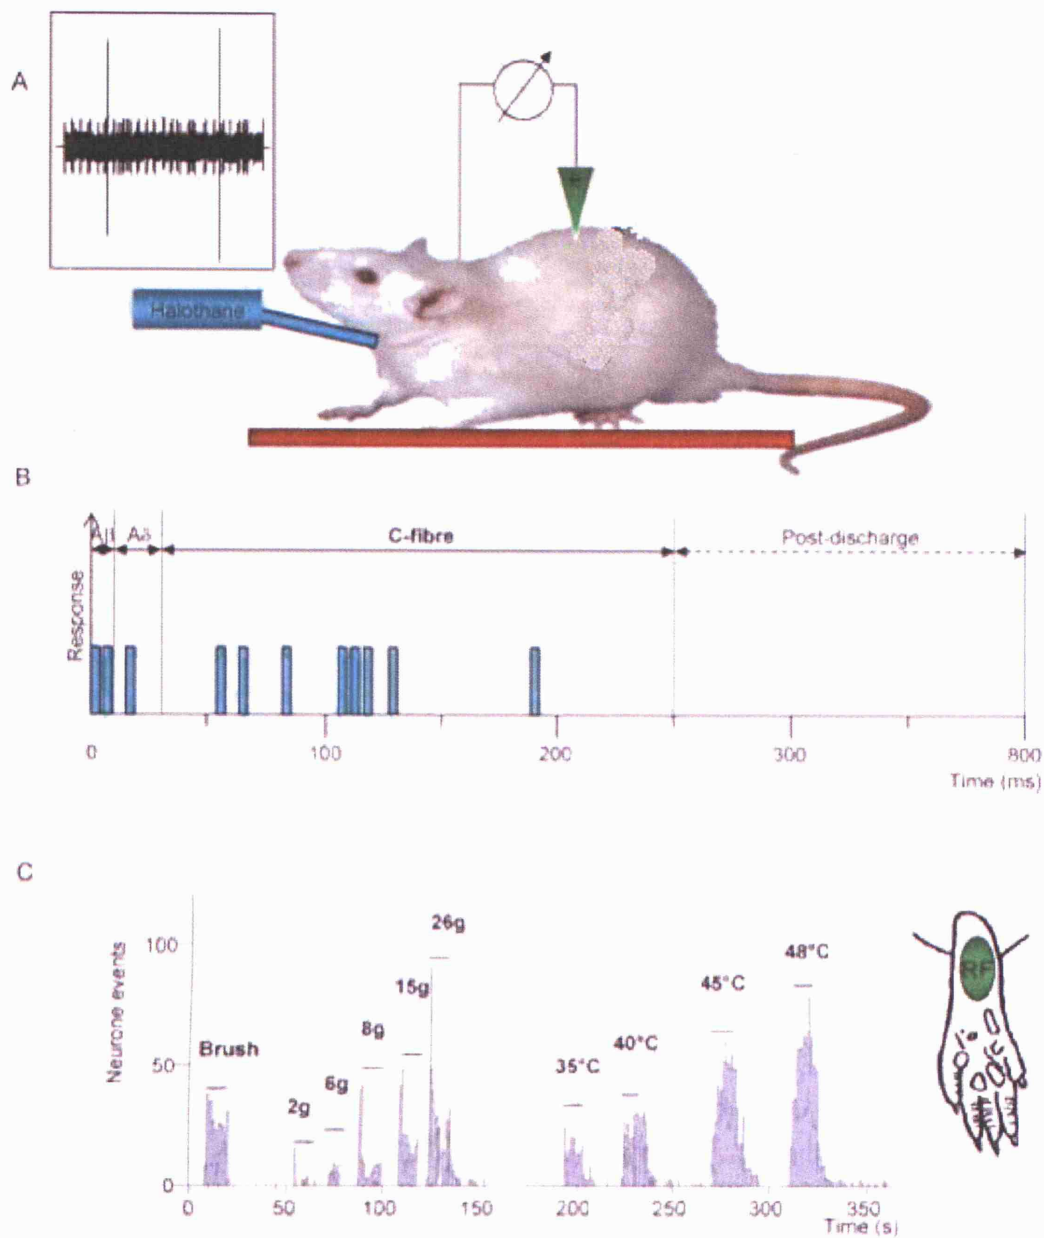 A
Halothane
B
Aδ
C-fibre
Post-discharge
Response
0 100 200 300 800
Time (ms)
C
Neurone events
100
50
0
Brush
2g
6g
8g
15g
26g
35°C
40°C
45°C
48°C
RF
0 50 100 150 200 250 300 350
Time (s)